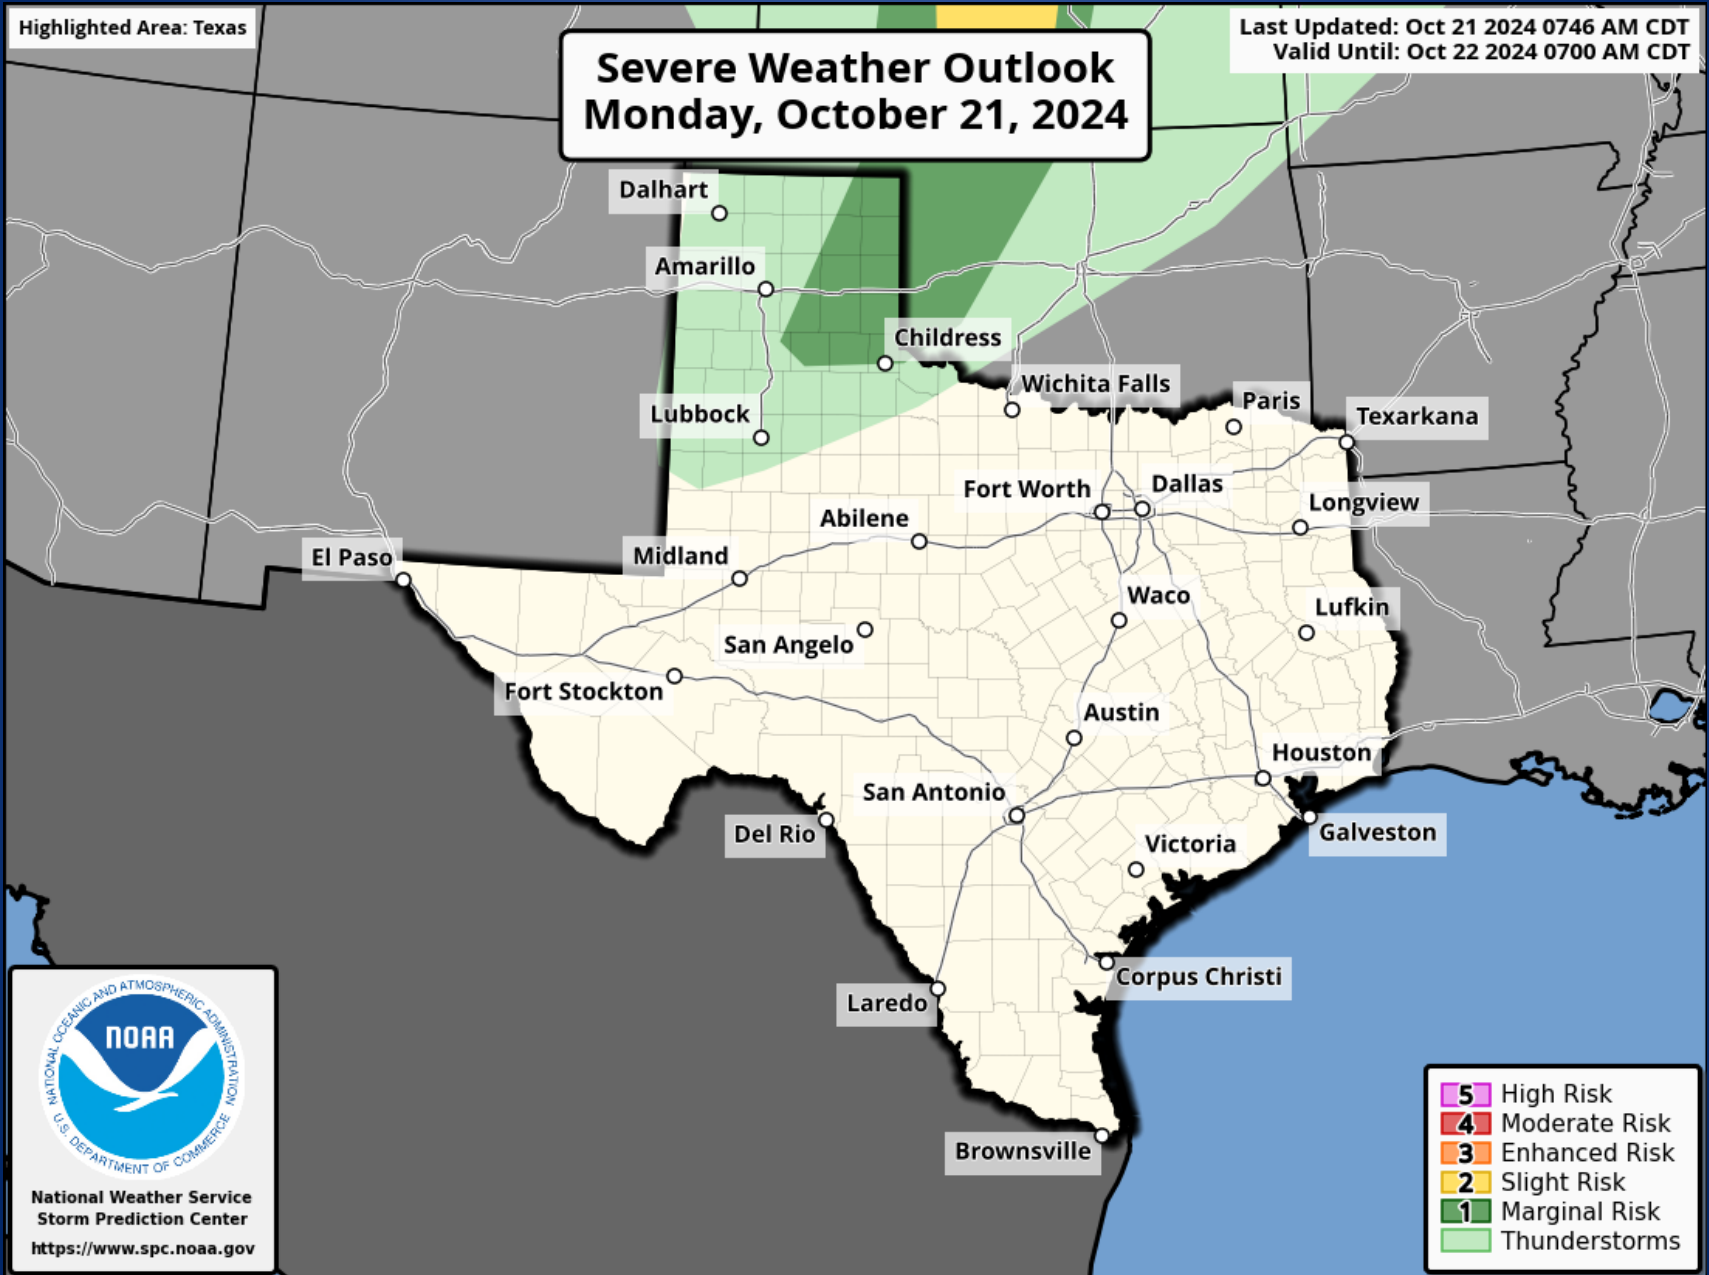 Highlighted Area: Texas
Last Updated: Oct 21 2024 0746 AM CDT
Valid Until: Oct 22 2024 0700 AM CDT
Severe Weather Outlook
Monday, October 21, 2024
Dalhart
Amarillo
Childress
Wichita Falls
Paris
Texarkana
Lubbock
Fort Worth
Dallas
Longview
Abilene
El Paso
Midland
Waco
Lufkin
San Angelo
Fort Stockton
Austin
Houston
San Antonio
Del Rio
Galveston
Victoria
Corpus Christi
Laredo
Brownsville
NATIONAL OCEANIC AND ATMOSPHERIC ADMINISTRATION
NOAA
U.S. DEPARTMENT OF COMMERCE
National Weather Service
Storm Prediction Center
https://www.spc.noaa.gov
5 High Risk
4 Moderate Risk
3 Enhanced Risk
2 Slight Risk
1 Marginal Risk
Thunderstorms